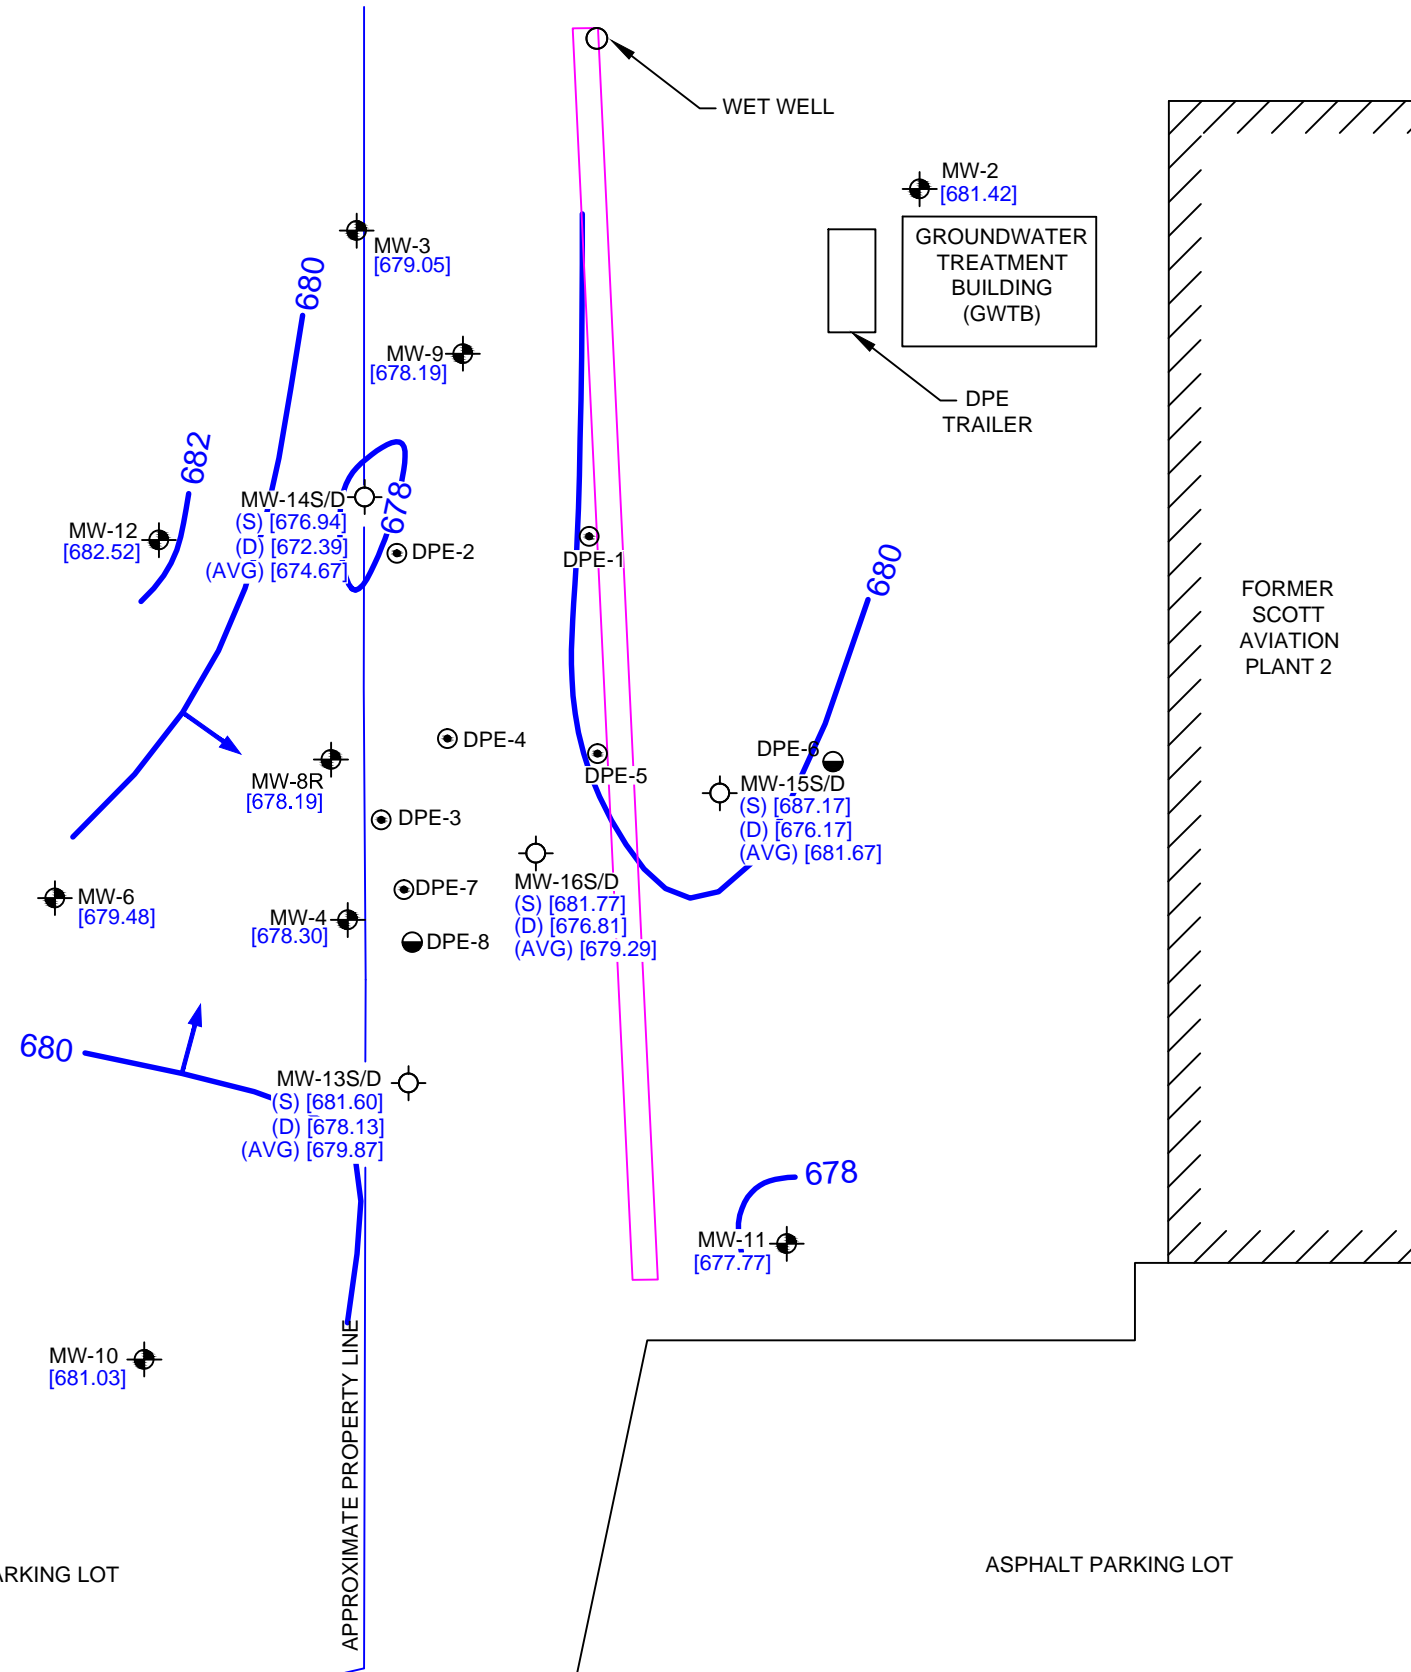 WET WELL
MW-2
[681.42]
GROUNDWATER
TREATMENT
BUILDING
(GWTB)
MW-3
[679.05]
680
MW-9
[678.19]
DPE
TRAILER
682
MW-14S/D
(S) [676.94]
(D) [672.39]
(AVG) [674.67]
678
MW-12
[682.52]
DPE-2
DPE-1
680
FORMER
SCOTT
AVIATION
PLANT 2
DPE-4
DPE-6
MW-8R
[678.19]
DPE-5
MW-15S/D
(S) [687.17]
(D) [676.17]
(AVG) [681.67]
DPE-3
MW-6
[679.48]
DPE-7
MW-16S/D
(S) [681.77]
(D) [676.81]
(AVG) [679.29]
MW-4
[678.30]
DPE-8
680
MW-13S/D
(S) [681.60]
(D) [678.13]
(AVG) [679.87]
678
MW-11
[677.77]
MW-10
[681.03]
APPROXIMATE PROPERTY LINE
ARKING LOT
ASPHALT PARKING LOT